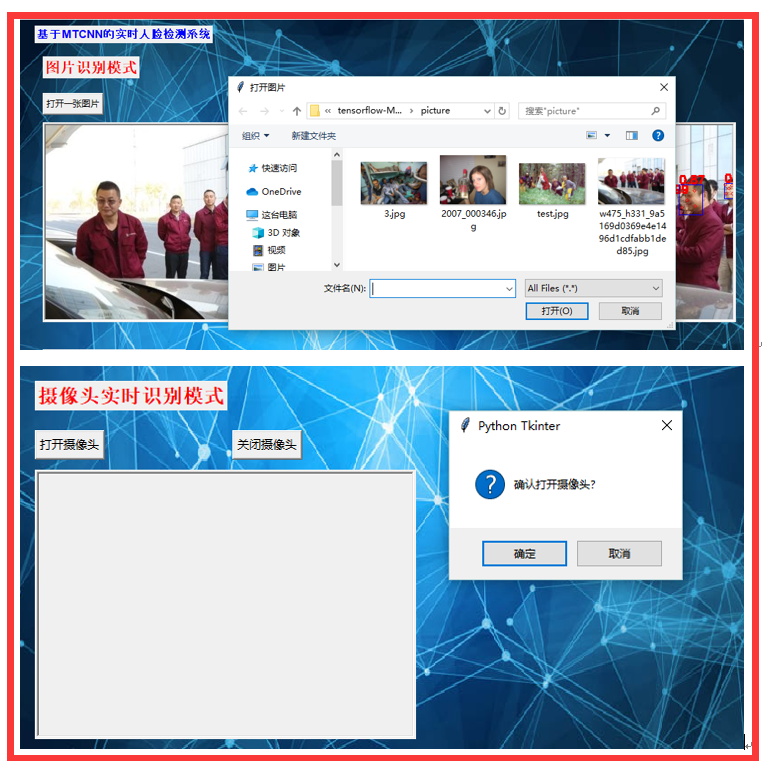 基于MTCNN的实时人脸检测系统
图片识别模式
打开一张图片
打开图片
« tensorflow-M... › picture
搜索"picture"
组织
新建文件夹
快速访问
OneDrive
这台电脑
3D 对象
视频
图片
3.jpg
2007_000346.jp
g
test.jpg
w475_h331_9a5
169d0369e4e14
96d1cdfabb1de
d85.jpg
文件名(N):
All Files (*.*)
打开(O)
取消
摄像头实时识别模式
打开摄像头
关闭摄像头
Python Tkinter
确认打开摄像头?
确定
取消